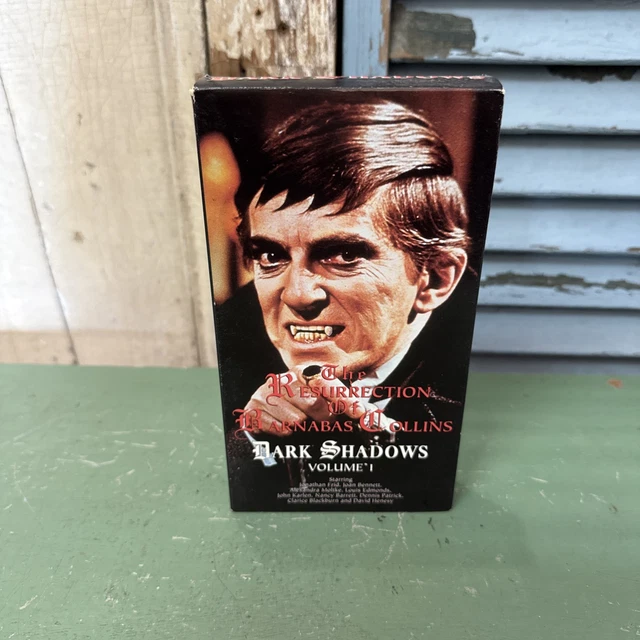 The
Resurrection
Of
Barnabas Collins
Dark Shadows
Volume 1
Starring
Jonathan Frid, Joan Bennett,
Alexandra Moltke, Louis Edmonds,
John Karlen, Nancy Barrett, Dennis Patrick,
Clarice Blackburn and David Henesy